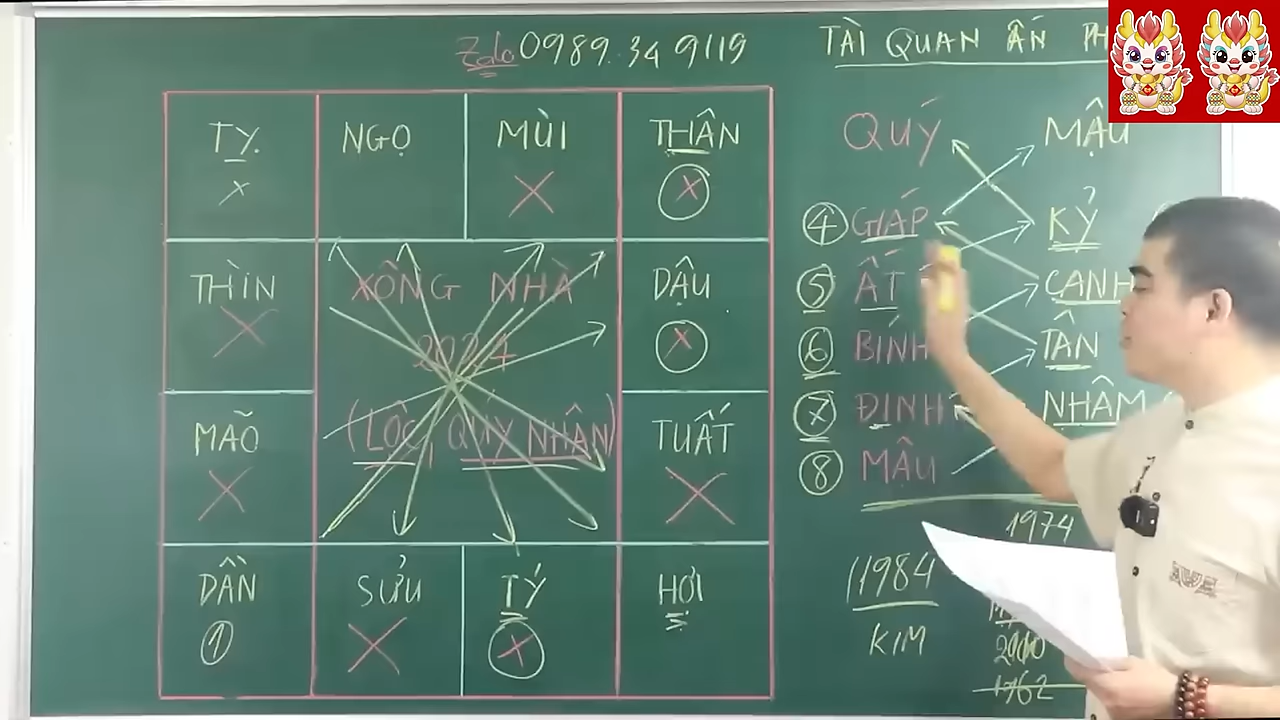 Zalo 0989.34 9119
TÀI QUAN ẤN
TỴ.
NGỌ
MÙI
THÂN
THÌN
XÔNG NHÀ
2024
(LỘC, QUÝ NHÂN)
DẬU
MÃO
TUẤT
DẦN
①
SỬU
TÝ
HỢI
QUÝ
MẬU
④ GIÁP
KỶ
⑤ ẤT
CANH
⑥ BÍNH
TÂN
⑦ ĐINH
NHÂM
⑧ MẬU
1974
(1984
KIM
1962